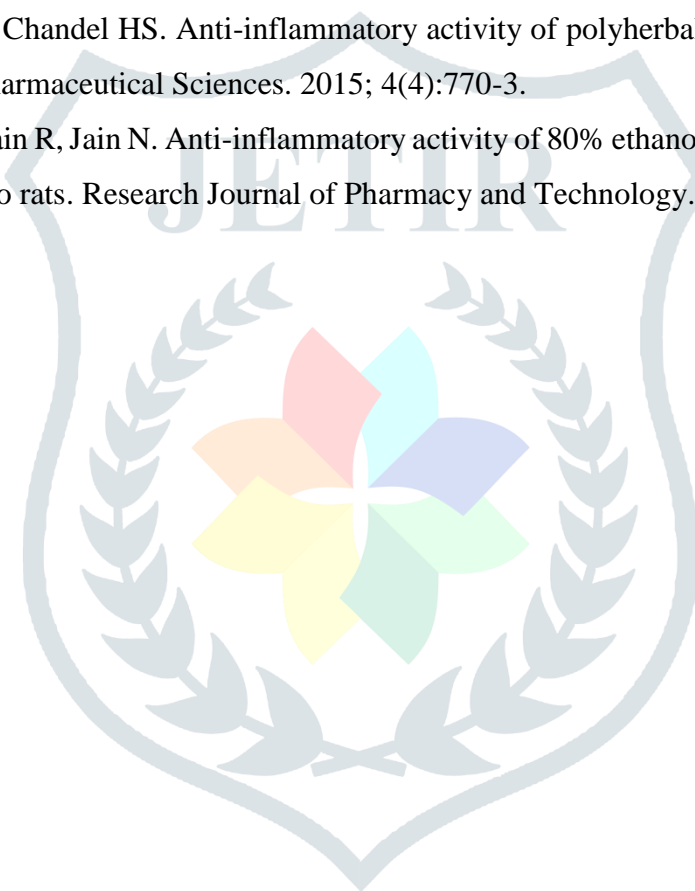 Chandel HS. Anti-inflammatory activity of polyherba
armaceutical Sciences. 2015; 4(4):770-3.
ain R, Jain N. Anti-inflammatory activity of 80% ethano
o rats. Research Journal of Pharmacy and Technology.
JETIR